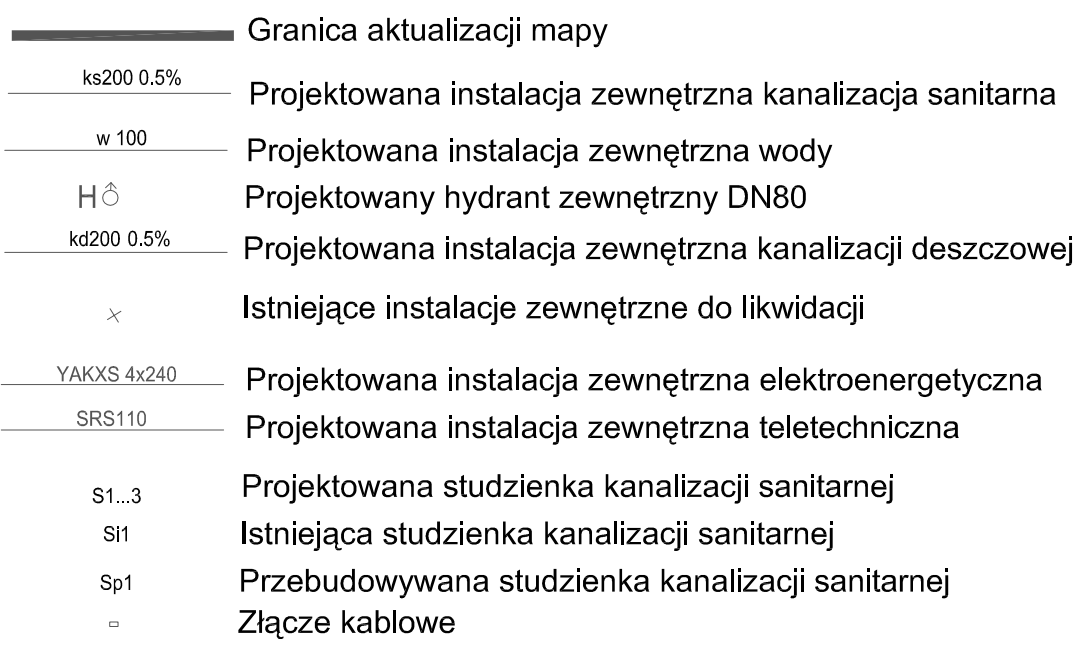 Granica aktualizacji mapy
ks200 0.5% Projektowana instalacja zewnętrzna kanalizacja sanitarna
w 100 Projektowana instalacja zewnętrzna wody
H Projektowany hydrant zewnętrzny DN80
kd200 0.5% Projektowana instalacja zewnętrzna kanalizacji deszczowej
Istniejące instalacje zewnętrzne do likwidacji
YAKXS 4x240 Projektowana instalacja zewnętrzna elektroenergetyczna
SRS110 Projektowana instalacja zewnętrzna teletechniczna
S1...3 Projektowana studzienka kanalizacji sanitarnej
Si1 Istniejąca studzienka kanalizacji sanitarnej
Sp1 Przebudowywana studzienka kanalizacji sanitarnej
Złącze kablowe